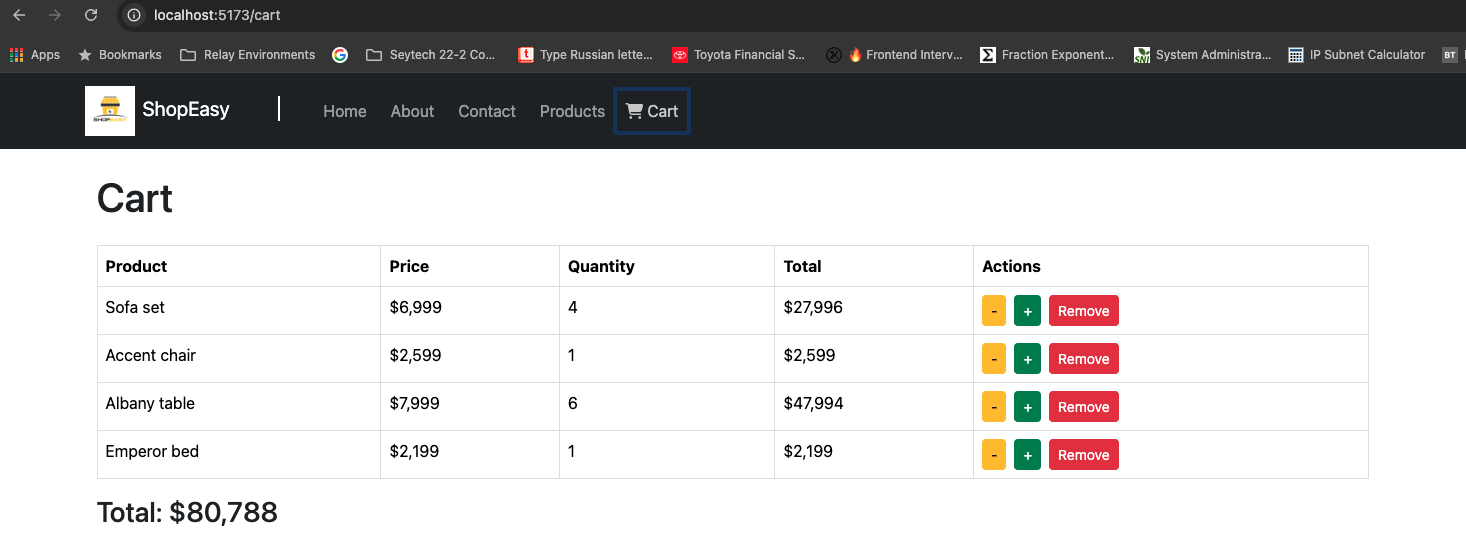 localhost:5173/cart
Apps Bookmarks Relay Environments Seytech 22-2 Co... Type Russian lette... Toyota Financial S... Frontend Interv... Fraction Exponent... System Administra... IP Subnet Calculator BT
ShopEasy Home About Contact Products Cart
Cart
Product Price Quantity Total Actions
Sofa set $6,999 4 $27,996 - + Remove
Accent chair $2,599 1 $2,599 - + Remove
Albany table $7,999 6 $47,994 - + Remove
Emperor bed $2,199 1 $2,199 - + Remove
Total: $80,788